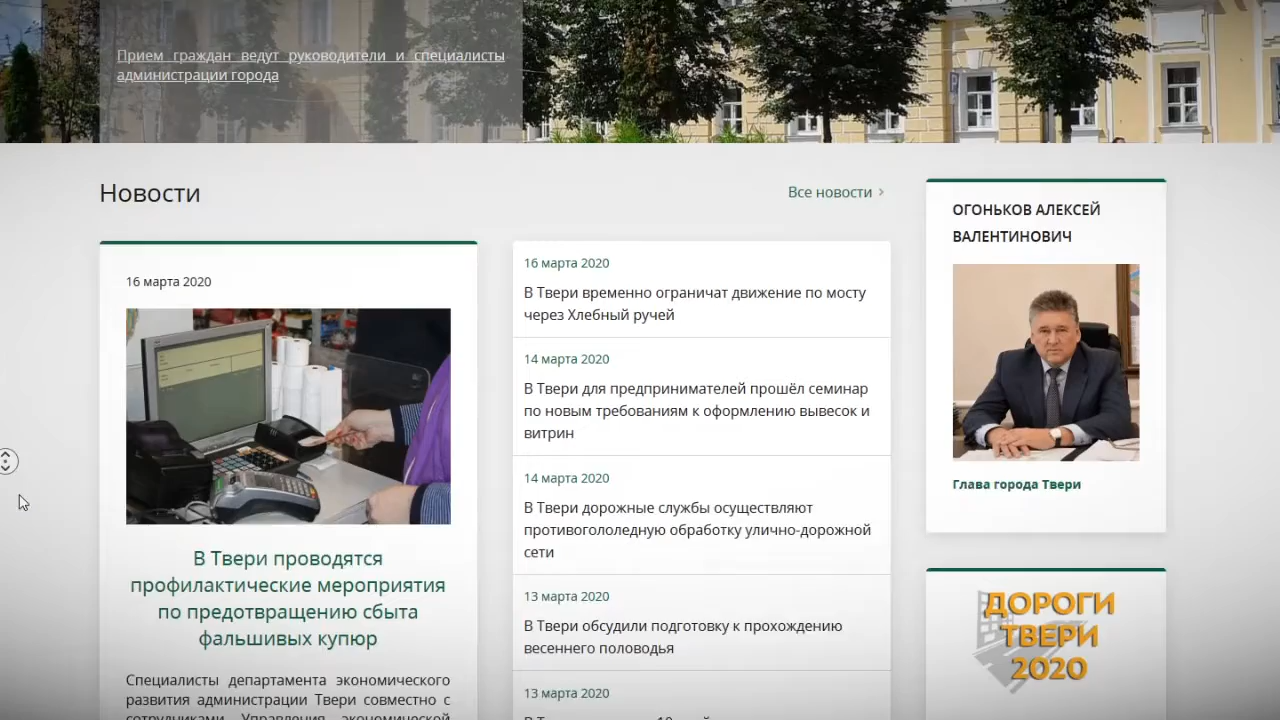 Прием граждан ведут руководители и специалисты
администрации города
Новости
Все новости
16 марта 2020
В Твери проводятся
профилактические мероприятия
по предотвращению сбыта
фальшивых купюр
Специалисты департамента экономического
развития администрации Твери совместно с
сотрудниками Управления экономической
16 марта 2020
В Твери временно ограничат движение по мосту
через Хлебный ручей
14 марта 2020
В Твери для предпринимателей прошёл семинар
по новым требованиям к оформлению вывесок и
витрин
14 марта 2020
В Твери дорожные службы осуществляют
противогололедную обработку улично-дорожной
сети
13 марта 2020
В Твери обсудили подготовку к прохождению
весеннего половодья
13 марта 2020
ОГОНЬКОВ АЛЕКСЕЙ
ВАЛЕНТИНОВИЧ
Глава города Твери
ДОРОГИ
ТВЕРИ
2020